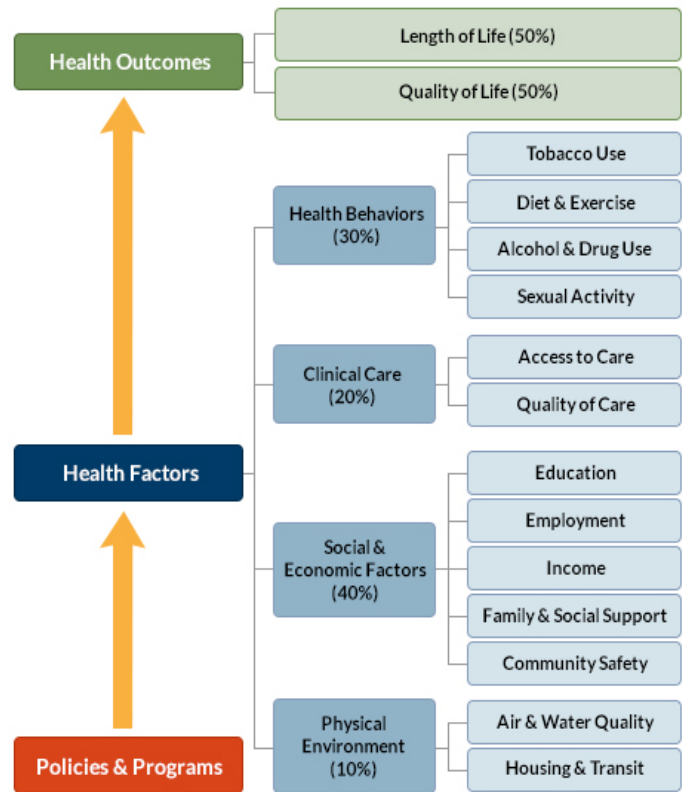 Health Outcomes
Length of Life (50%)
Quality of Life (50%)
Health Factors
Health Behaviors
(30%)
Tobacco Use
Diet & Exercise
Alcohol & Drug Use
Sexual Activity
Clinical Care
(20%)
Access to Care
Quality of Care
Social &
Economic Factors
(40%)
Education
Employment
Income
Family & Social Support
Community Safety
Physical
Environment
(10%)
Air & Water Quality
Housing & Transit
Policies & Programs